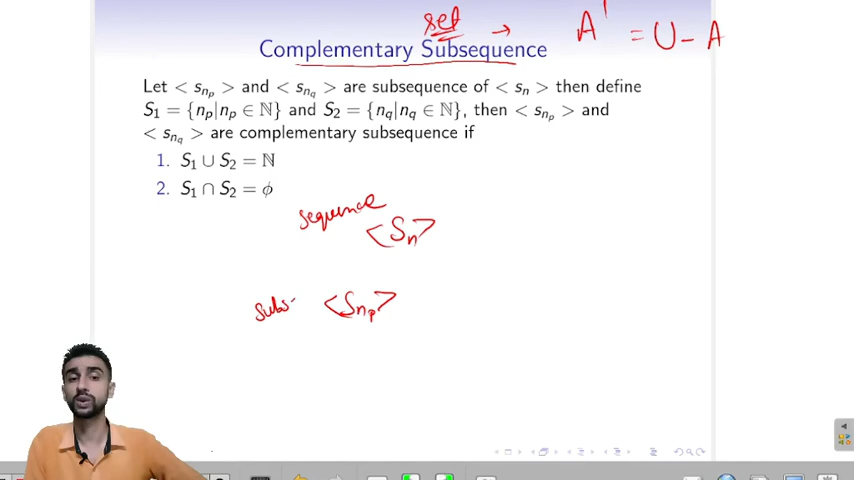 set → A' = U - A
Complementary Subsequence
Let < s_{n_p} > and < s_{n_q} > are subsequence of < s_n > then define
S_1 = {n_p|n_p ∈ ℕ} and S_2 = {n_q|n_q ∈ ℕ}, then < s_{n_p} > and
< s_{n_q} > are complementary subsequence if
1. S_1 ∪ S_2 = ℕ
2. S_1 ∩ S_2 = ϕ
sequence
<S_n>
subs- <S_{n_p}>